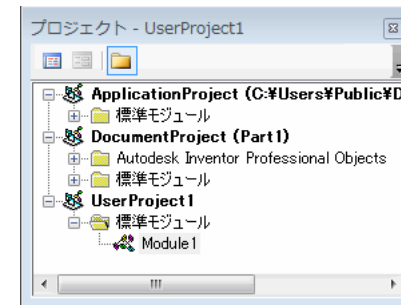 プロジェクト - UserProject1
ApplicationProject (C:¥Users¥Public¥D
標準モジュール
DocumentProject (Part1)
Autodesk Inventor Professional Objects
標準モジュール
UserProject1
標準モジュール
Module1